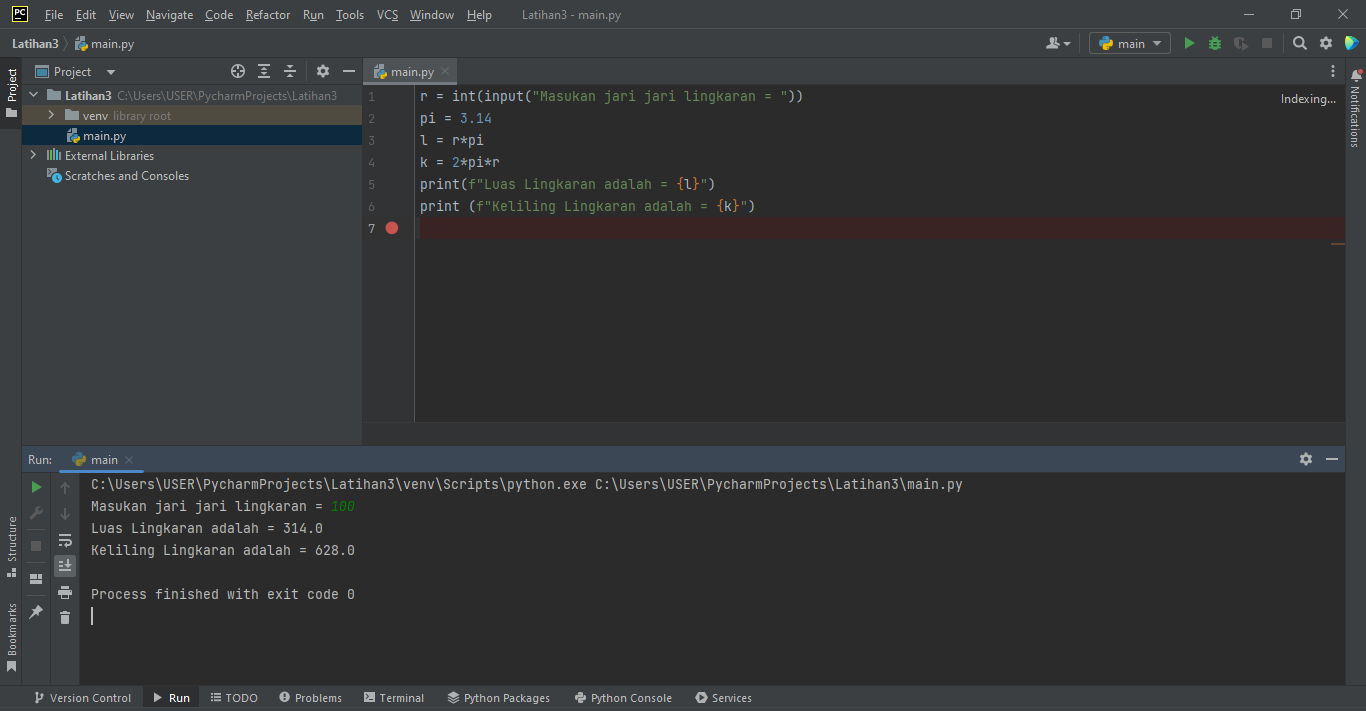 PC File Edit View Navigate Code Refactor Run Tools VCS Window Help Latihan3 - main.py
Latihan3 main.py main
Project
Project
Latihan3 C:\Users\USER\PycharmProjects\Latihan3
venv library root
main.py
External Libraries
Scratches and Consoles
main.py
1 r = int(input("Masukan jari jari lingkaran = "))
2 pi = 3.14
3 l = r*pi
4 k = 2*pi*r
5 print(f"Luas Lingkaran adalah = {l}")
6 print (f"Keliling Lingkaran adalah = {k}")
7
Indexing...
Notifications
Run: main
C:\Users\USER\PycharmProjects\Latihan3\venv\Scripts\python.exe C:\Users\USER\PycharmProjects\Latihan3\main.py
Masukan jari jari lingkaran = 100
Luas Lingkaran adalah = 314.0
Keliling Lingkaran adalah = 628.0
Process finished with exit code 0
Structure
Bookmarks
Version Control Run TODO Problems Terminal Python Packages Python Console Services